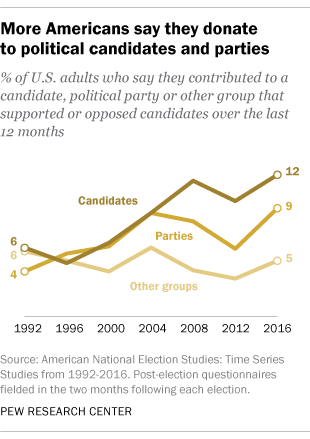 More Americans say they donate
to political candidates and parties
% of U.S. adults who say they contributed to a
candidate, political party or other group that
supported or opposed candidates over the last
12 months
12
Candidates
9
6
Parties
6
4
5
Other groups
1992 1996 2000 2004 2008 2012 2016
Source: American National Election Studies: Time Series
Studies from 1992-2016. Post-election questionnaires
fielded in the two months following each election.
PEW RESEARCH CENTER